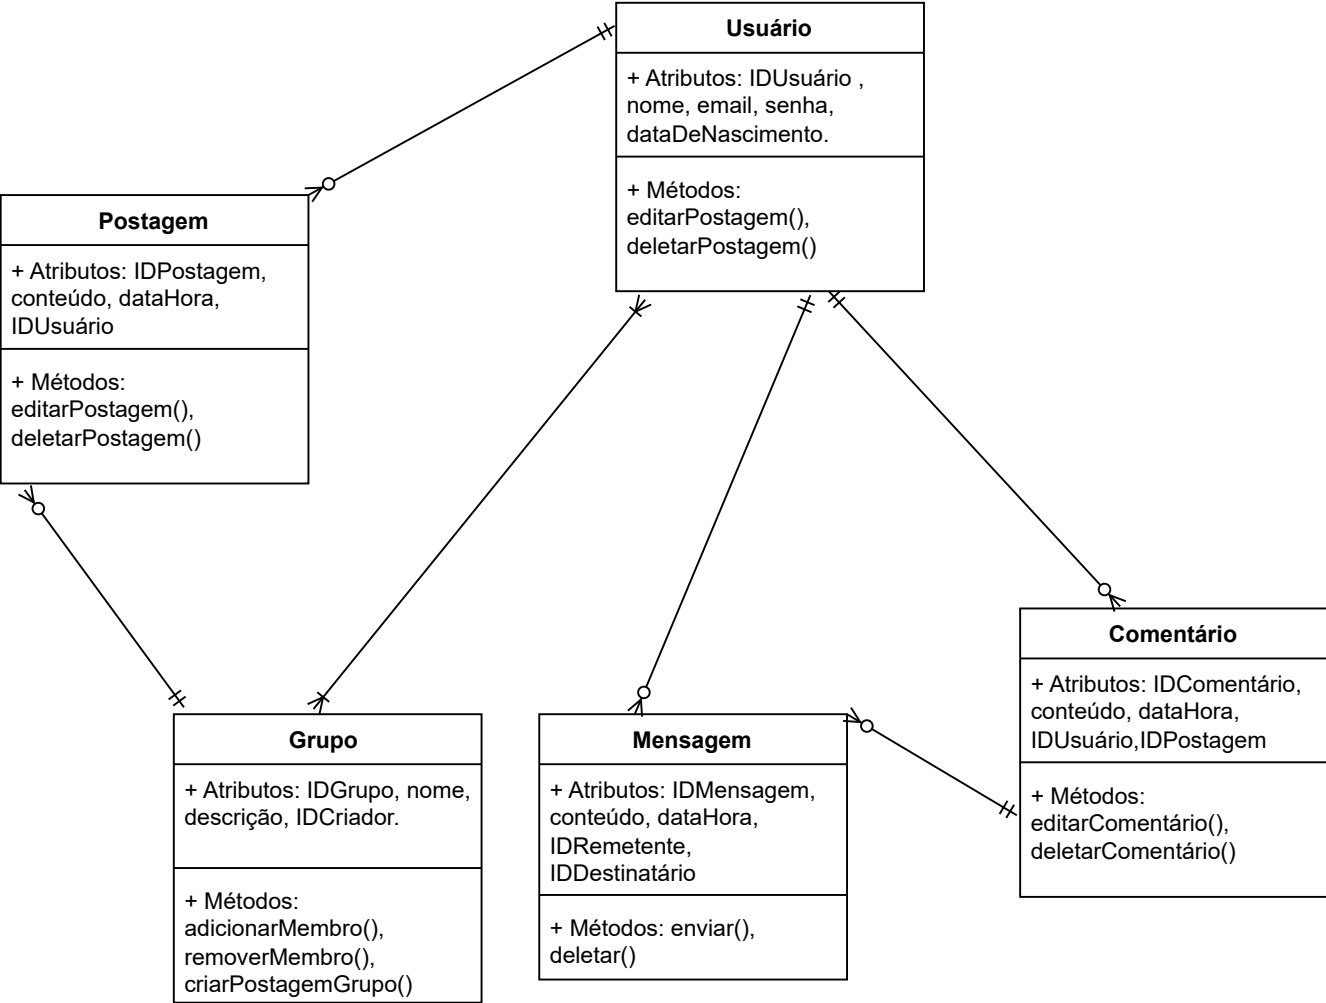 Usuário
+ Atributos: IDUsuário ,
nome, email, senha,
dataDeNascimento.
+ Métodos:
editarPostagem(),
deletarPostagem()
Postagem
+ Atributos: IDPostagem,
conteúdo, dataHora,
IDUsuário
+ Métodos:
editarPostagem(),
deletarPostagem()
Grupo
+ Atributos: IDGrupo, nome,
descrição, IDCriador.
+ Métodos:
adicionarMembro(),
removerMembro(),
criarPostagemGrupo()
Mensagem
+ Atributos: IDMensagem,
conteúdo, dataHora,
IDRemetente,
IDDestinatário
+ Métodos: enviar(),
deletar()
Comentário
+ Atributos: IDComentário,
conteúdo, dataHora,
IDUsuário,IDPostagem
+ Métodos:
editarComentário(),
deletarComentário()